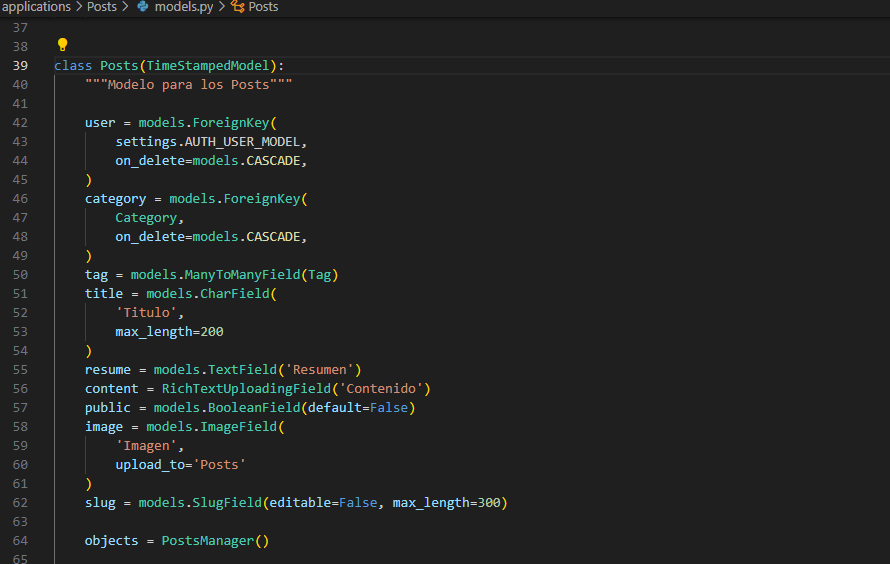 applications > Posts > models.py > Posts
37
38
39 class Posts(TimeStampedModel):
40     """Modelo para los Posts"""
41
42     user = models.ForeignKey(
43         settings.AUTH_USER_MODEL,
44         on_delete=models.CASCADE,
45     )
46     category = models.ForeignKey(
47         Category,
48         on_delete=models.CASCADE,
49     )
50     tag = models.ManyToManyField(Tag)
51     title = models.CharField(
52         'Titulo',
53         max_length=200
54     )
55     resume = models.TextField('Resumen')
56     content = RichTextUploadingField('Contenido')
57     public = models.BooleanField(default=False)
58     image = models.ImageField(
59         'Imagen',
60         upload_to='Posts'
61     )
62     slug = models.SlugField(editable=False, max_length=300)
63
64     objects = PostsManager()
65